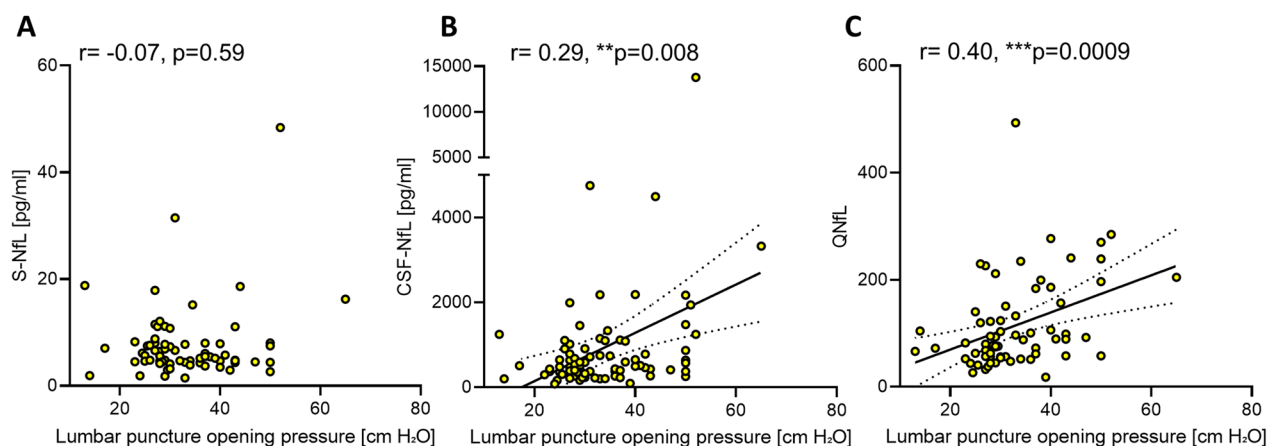 A
r= -0.07, p=0.59
S-NfL [pg/ml]
60
40
20
0
20 40 60 80
Lumbar puncture opening pressure [cm H₂O]
B
r= 0.29, **p=0.008
CSF-NfL [pg/ml]
15000
10000
5000
4000
2000
0
20 40 60 80
Lumbar puncture opening pressure [cm H₂O]
C
r= 0.40, ***p=0.0009
QNfL
600
400
200
0
20 40 60 80
Lumbar puncture opening pressure [cm H₂O]